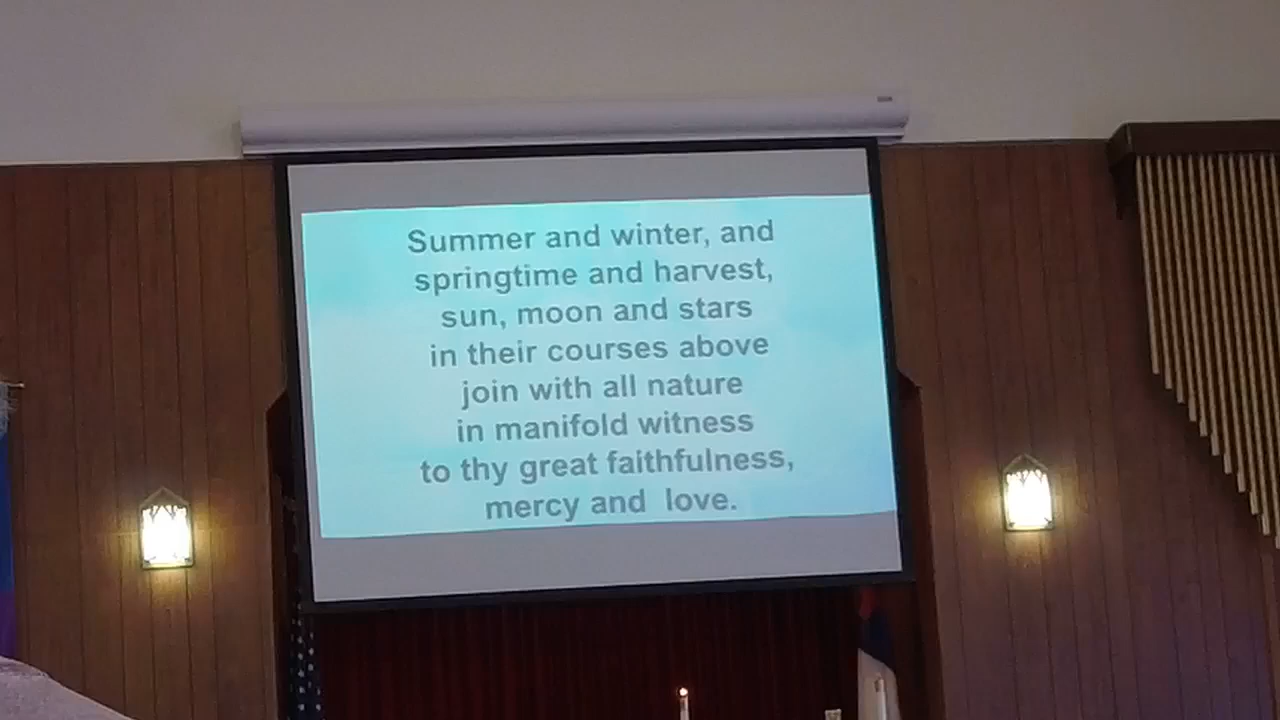 Summer and winter, and
springtime and harvest,
sun, moon and stars
in their courses above
join with all nature
in manifold witness
to thy great faithfulness,
mercy and  love.